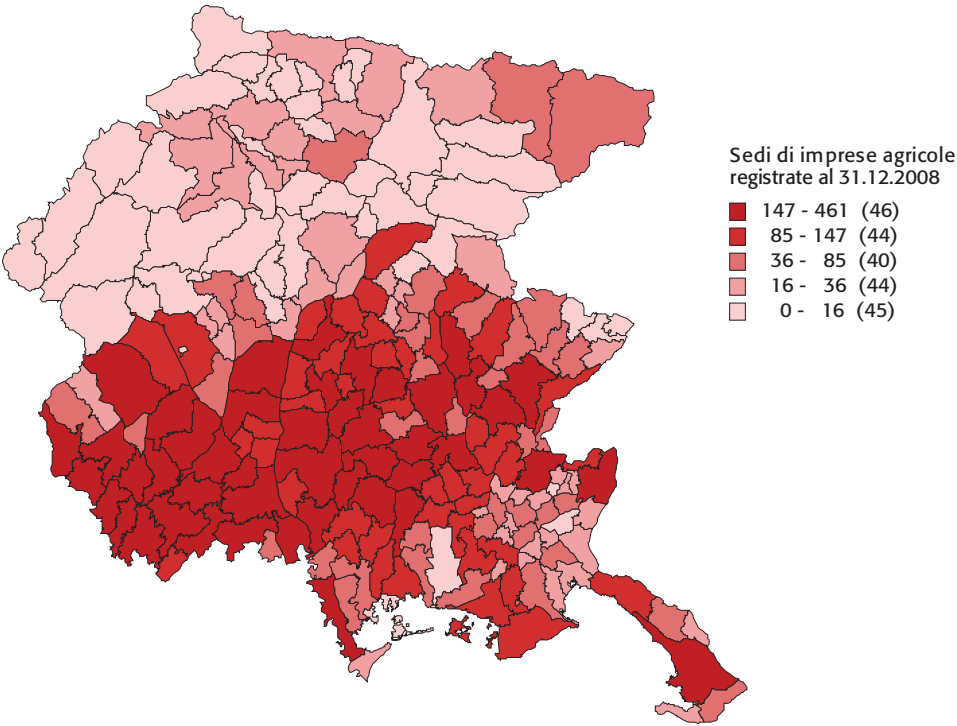 Sedi di imprese agricole
registrate al 31.12.2008
147 - 461 (46)
85 - 147 (44)
36 - 85 (40)
16 - 36 (44)
0 - 16 (45)